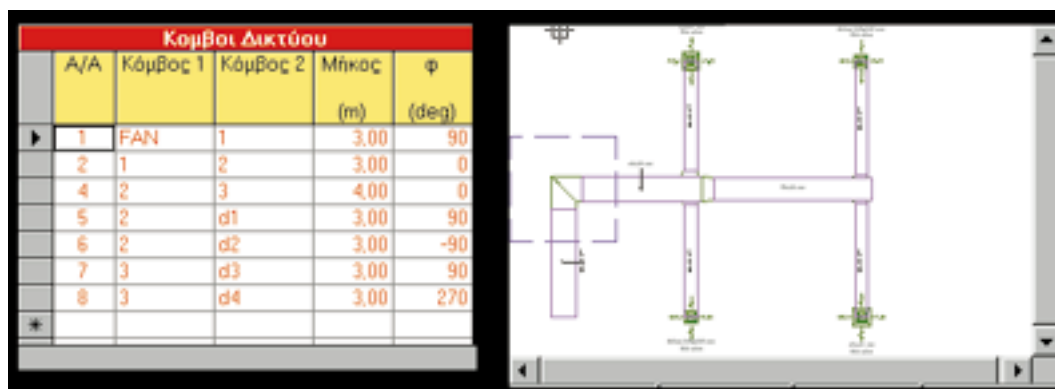 Κομβοι Δικτύου
Α/Α Κόμβος 1 Κόμβος 2 Μήκος φ
(m) (deg)
1 FAN 1 3,00 90
2 1 2 3,00 0
4 2 3 4,00 0
5 2 d1 3,00 90
6 2 d2 3,00 -90
7 3 d3 3,00 90
8 3 d4 3,00 270